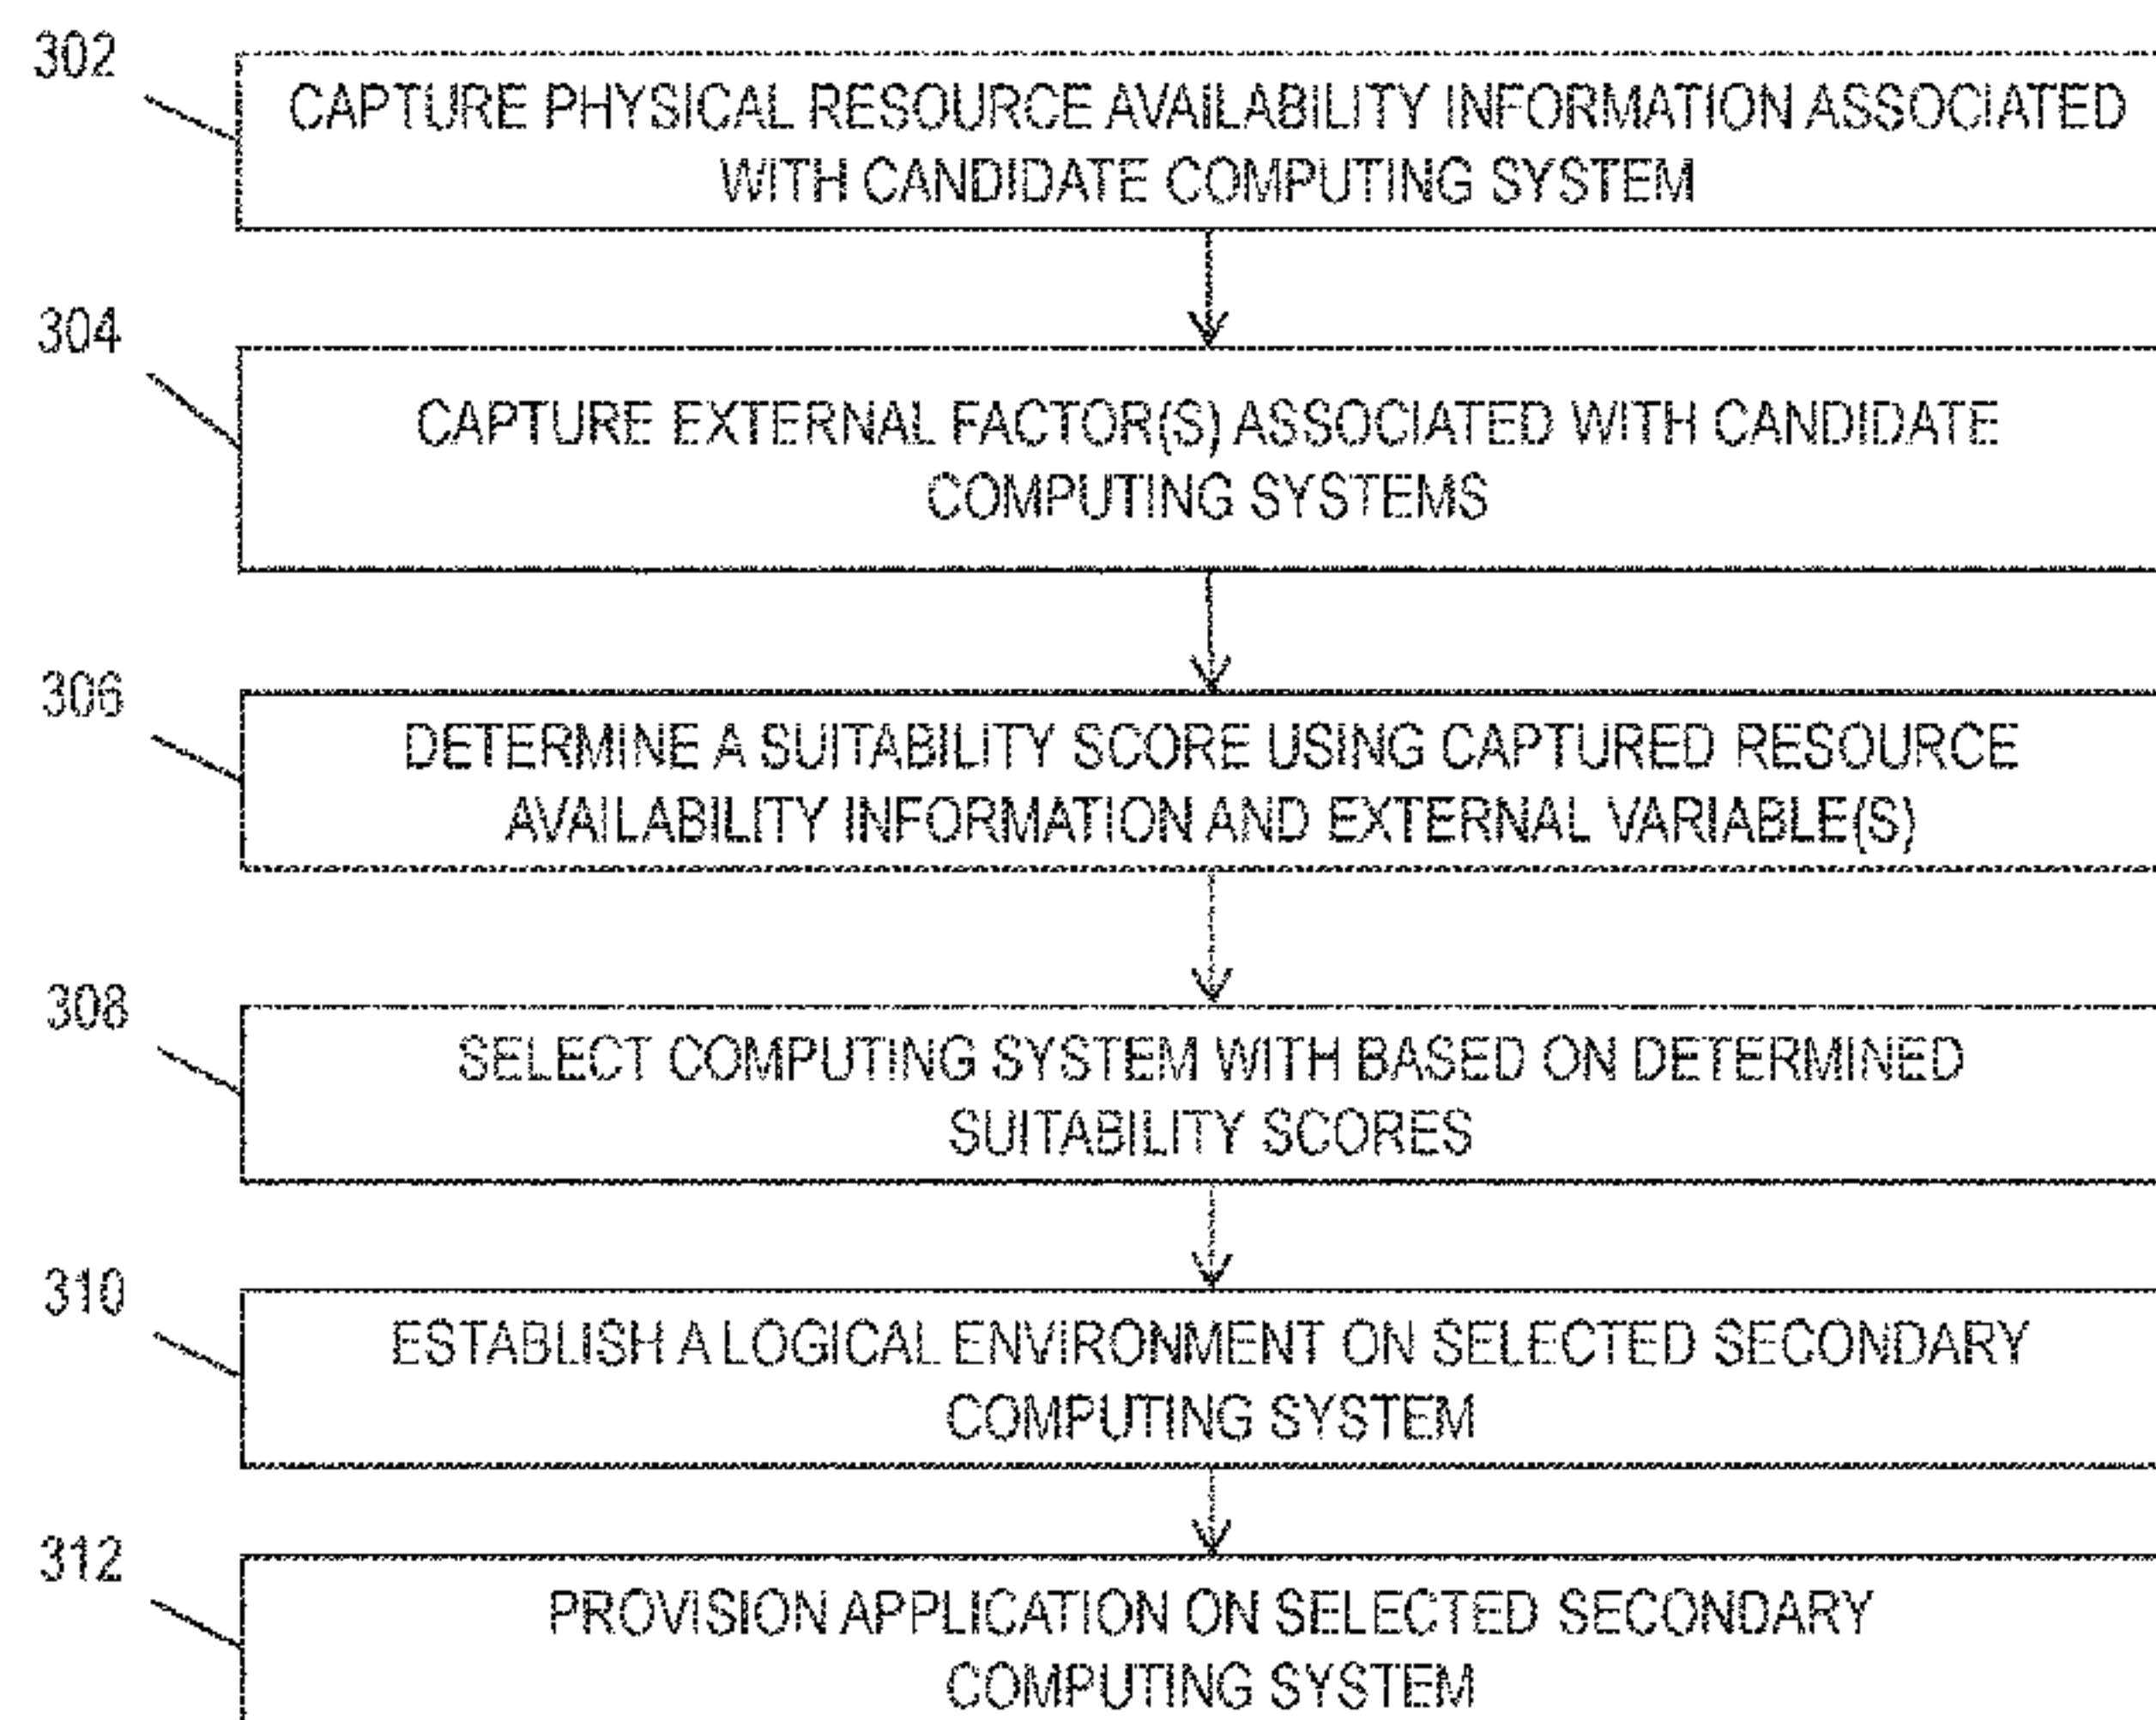 302
CAPTURE PHYSICAL RESOURCE AVAILABILITY INFORMATION ASSOCIATED
WITH CANDIDATE COMPUTING SYSTEM
304
CAPTURE EXTERNAL FACTOR(S) ASSOCIATED WITH CANDIDATE
COMPUTING SYSTEMS
306
DETERMINE A SUITABILITY SCORE USING CAPTURED RESOURCE
AVAILABILITY INFORMATION AND EXTERNAL VARIABLE(S)
308
SELECT COMPUTING SYSTEM WITH BASED ON DETERMINED
SUITABILITY SCORES
310
ESTABLISH A LOGICAL ENVIRONMENT ON SELECTED SECONDARY
COMPUTING SYSTEM
312
PROVISION APPLICATION ON SELECTED SECONDARY
COMPUTING SYSTEM